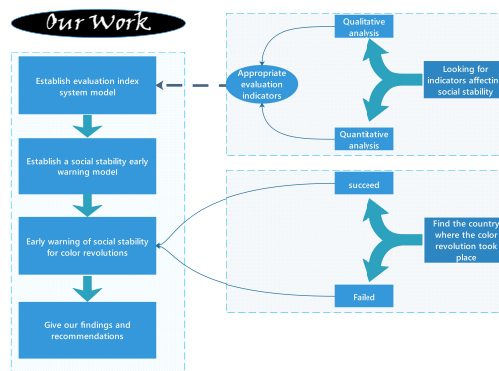 Our Work
Establish evaluation index
system model
Establish a social stability early
warning model
Early warning of social stability
for color revolutions
Give our findings and
recommendations
Appropriate
evaluation
indicators
Qualitative
analysis
Quantitative
analysis
Looking for
indicators affectin
social stability
succeed
Failed
Find the country
where the color
revolution took
place